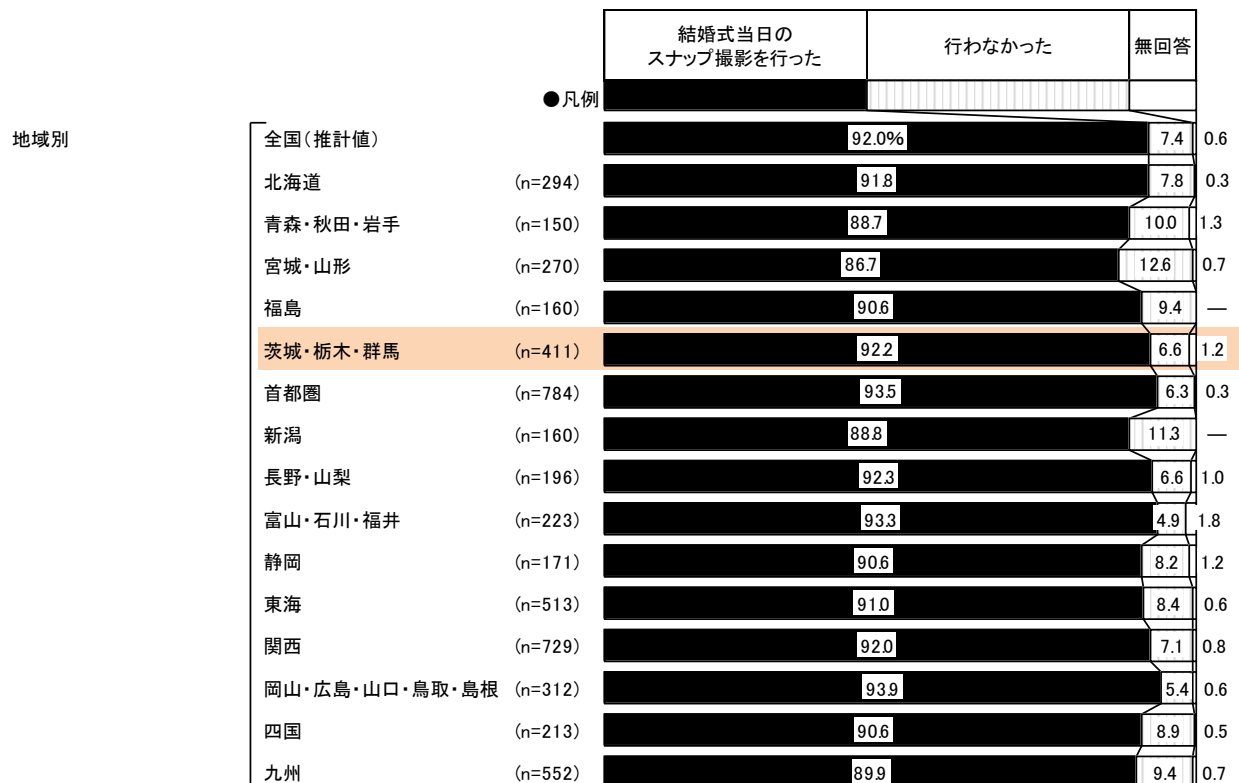 結婚式当日の
スナップ撮影を行った
行わなかった
無回答
●凡例
地域別
全国(推計値) 92.0% 7.4 0.6
北海道 (n=294) 91.8 7.8 0.3
青森・秋田・岩手 (n=150) 88.7 10.0 1.3
宮城・山形 (n=270) 86.7 12.6 0.7
福島 (n=160) 90.6 9.4 ―
茨城・栃木・群馬 (n=411) 92.2 6.6 1.2
首都圏 (n=784) 93.5 6.3 0.3
新潟 (n=160) 88.8 11.3 ―
長野・山梨 (n=196) 92.3 6.6 1.0
富山・石川・福井 (n=223) 93.3 4.9 1.8
静岡 (n=171) 90.6 8.2 1.2
東海 (n=513) 91.0 8.4 0.6
関西 (n=729) 92.0 7.1 0.8
岡山・広島・山口・鳥取・島根 (n=312) 93.9 5.4 0.6
四国 (n=213) 90.6 8.9 0.5
九州 (n=552) 89.9 9.4 0.7